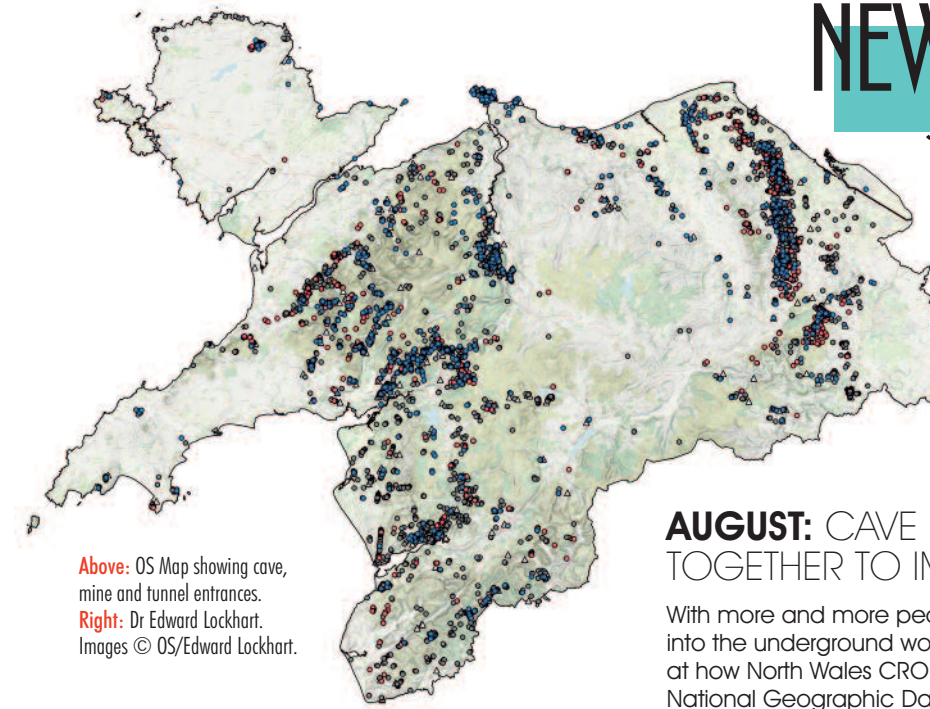 NEW
Above: OS Map showing cave,
mine and tunnel entrances.
Right: Dr Edward Lockhart.
Images © OS/Edward Lockhart.
AUGUST: CAVE
TOGETHER TO IM
With more and more peo
into the underground wo
at how North Wales CRO
National Geographic Da